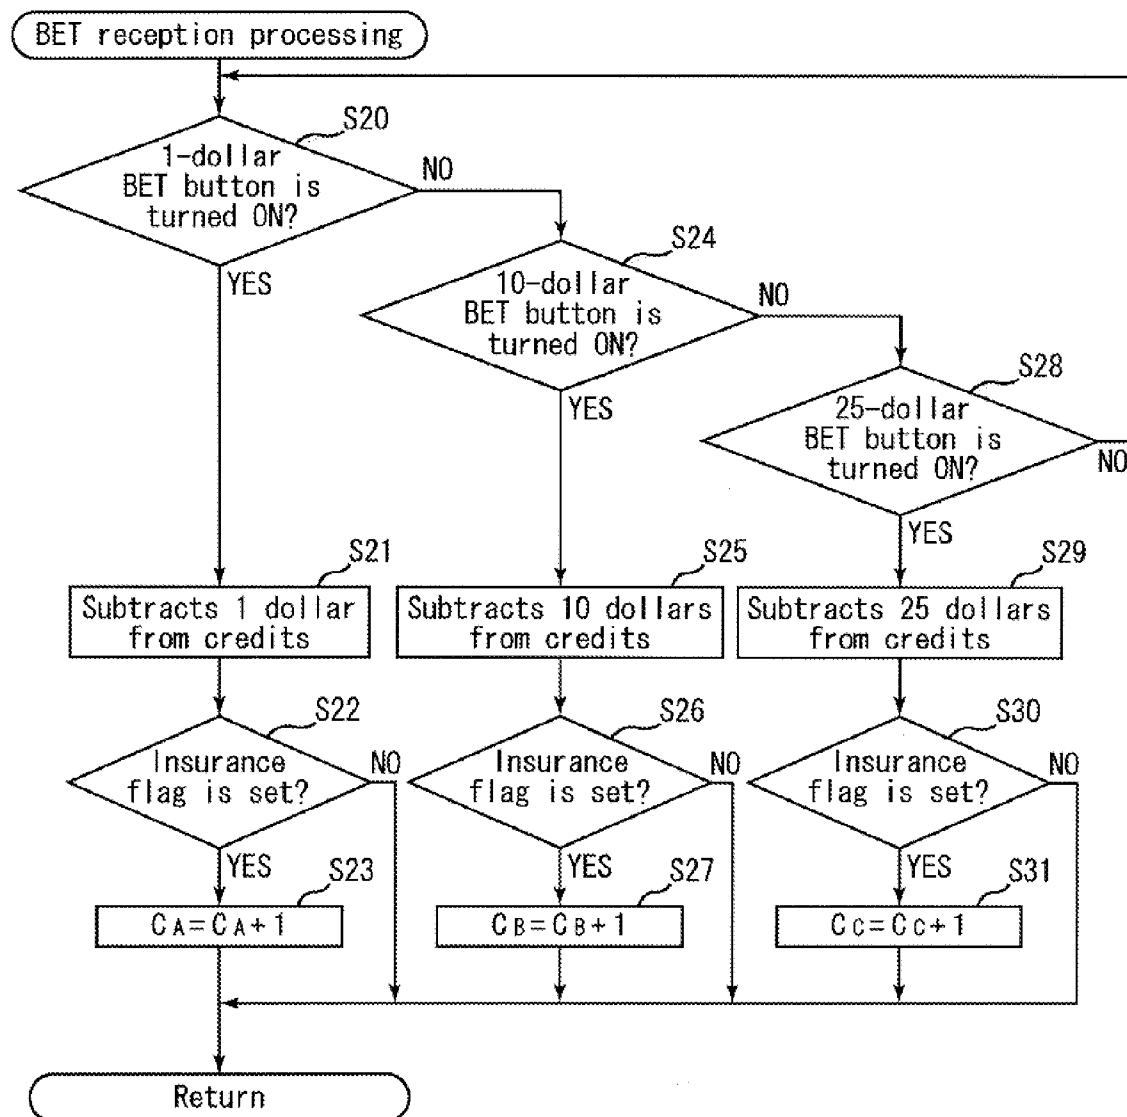 BET reception processing
S20
1-dollar
BET button is
turned ON?
NO
YES
S24
10-dollar
BET button is
turned ON?
NO
YES
S28
25-dollar
BET button is
turned ON?
NO
YES
S21
Subtracts 1 dollar
from credits
S25
Subtracts 10 dollars
from credits
S29
Subtracts 25 dollars
from credits
S22
Insurance
flag is set?
NO
YES
S26
Insurance
flag is set?
NO
YES
S30
Insurance
flag is set?
NO
YES
S23
CA=CA+1
S27
CB=CB+1
S31
CC=CC+1
Return